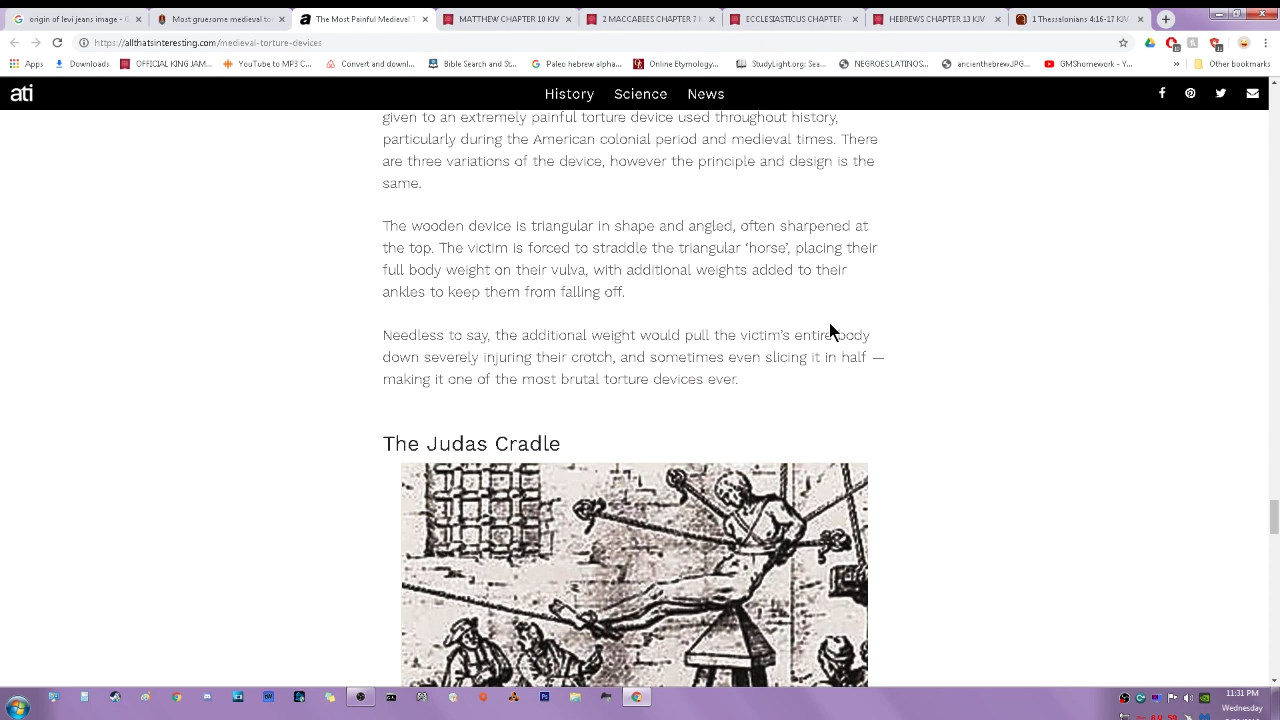 origin of levi jeans image - G
Most gruesome medieval to
The Most Painful Medieval T
MATTHEW CHAPTER
2 MACCABEES CHAPTER 7 K
ECCLESIASTICUS CHAPTER
HEBREWS CHAPTER 13 KJV
1 Thessalonians 4:16-17 KJV
https://allthatsinteresting.com/medieval-torture-devices
Apps
Downloads
OFFICIAL KING JAM...
YouTube to MP3 C...
Convert and downl...
Bible Search and St...
Paleo hebrew alpha...
Online Etymology...
StudyLight.org: Sea...
NEGROES LATINOS...
ancienthebrewJPG...
GMShomework - Y...
Other bookmarks
ati
History Science News
given to an extremely painful torture device used throughout history,
particularly during the American colonial period and medieval times. There
are three variations of the device, however the principle and design is the
same.
The wooden device is triangular in shape and angled, often sharpened at
the top. The victim is forced to straddle the triangular ‘horse’, placing their
full body weight on their vulva, with additional weights added to their
ankles to keep them from falling off.
Needless to say, the additional weight would pull the victim’s entire body
down severely injuring their crotch, and sometimes even slicing it in half —
making it one of the most brutal torture devices ever.
The Judas Cradle
11:31 PM
Wednesday